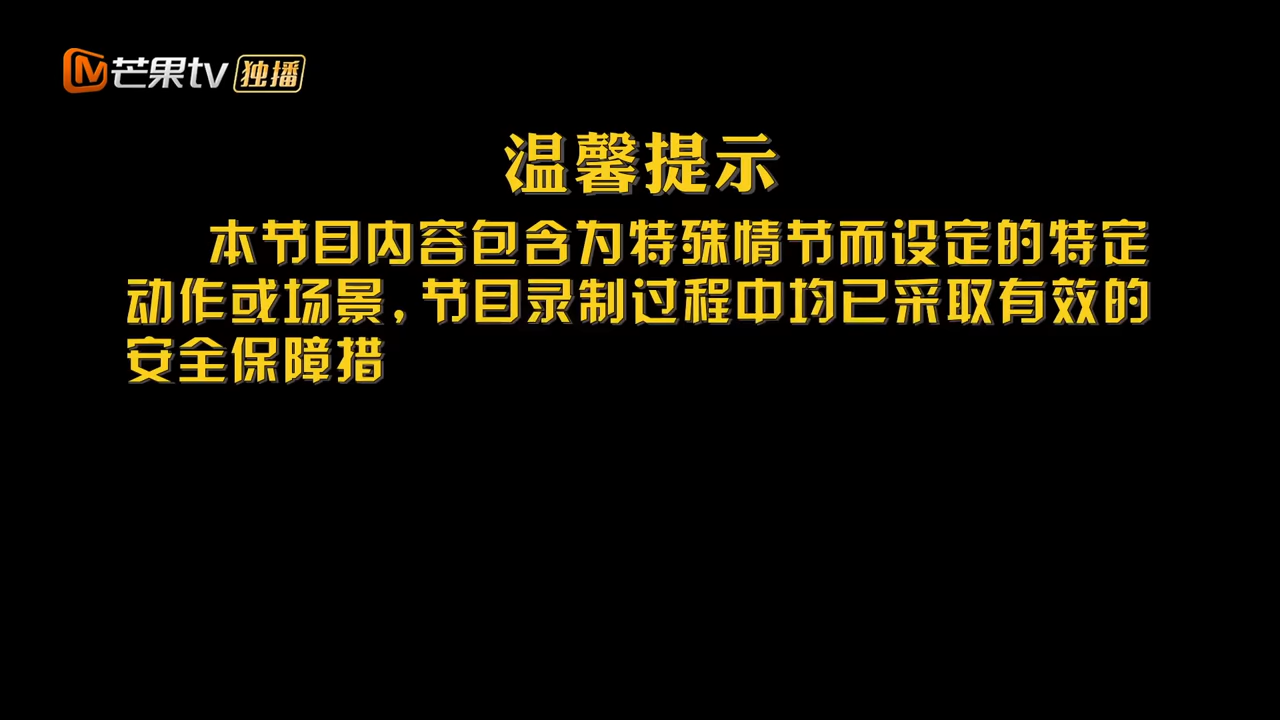 芒果tv 独播
温馨提示
本节目内容包含为特殊情节而设定的特定
动作或场景,节目录制过程中均已采取有效的
安全保障措